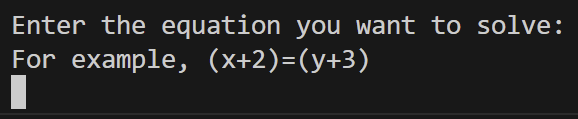 Enter the equation you want to solve:
For example, (x+2)=(y+3)